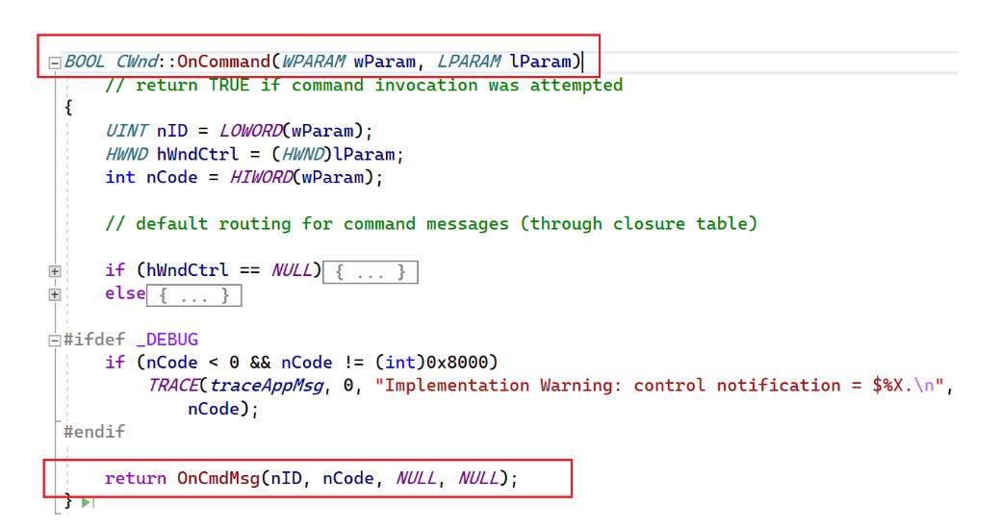 BOOL CWnd::OnCommand(WPARAM wParam, LPARAM lParam)
// return TRUE if command invocation was attempted
{
UINT nID = LOWORD(wParam);
HWND hWndCtrl = (HWND)lParam;
int nCode = HIWORD(wParam);
// default routing for command messages (through closure table)
if (hWndCtrl == NULL){ ... }
else{ ... }
#ifdef _DEBUG
if (nCode < 0 && nCode != (int)0x8000)
TRACE(traceAppMsg, 0, "Implementation Warning: control notification = $%X.\n",
nCode);
#endif
return OnCmdMsg(nID, nCode, NULL, NULL);
}